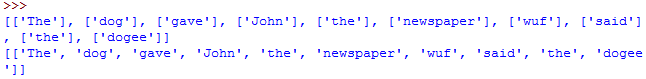 >>>
[['The'], ['dog'], ['gave'], ['John'], ['the'], ['newspaper'], ['wuf'], ['said']
, ['the'], ['dogee']]
[['The', 'dog', 'gave', 'John', 'the', 'newspaper', 'wuf', 'said', 'the', 'dogee
']]